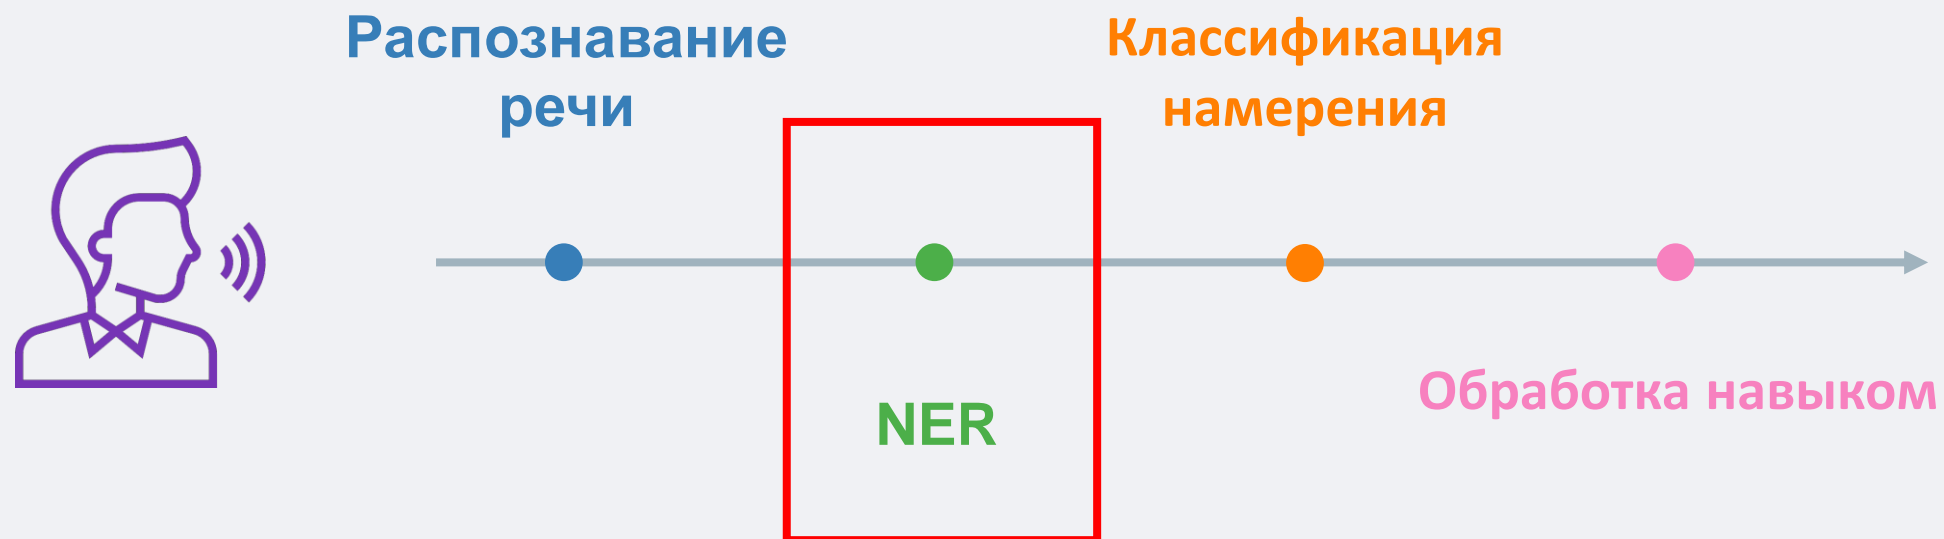 Распознавание
речи
Классификация
намерения
NER
Обработка навыком